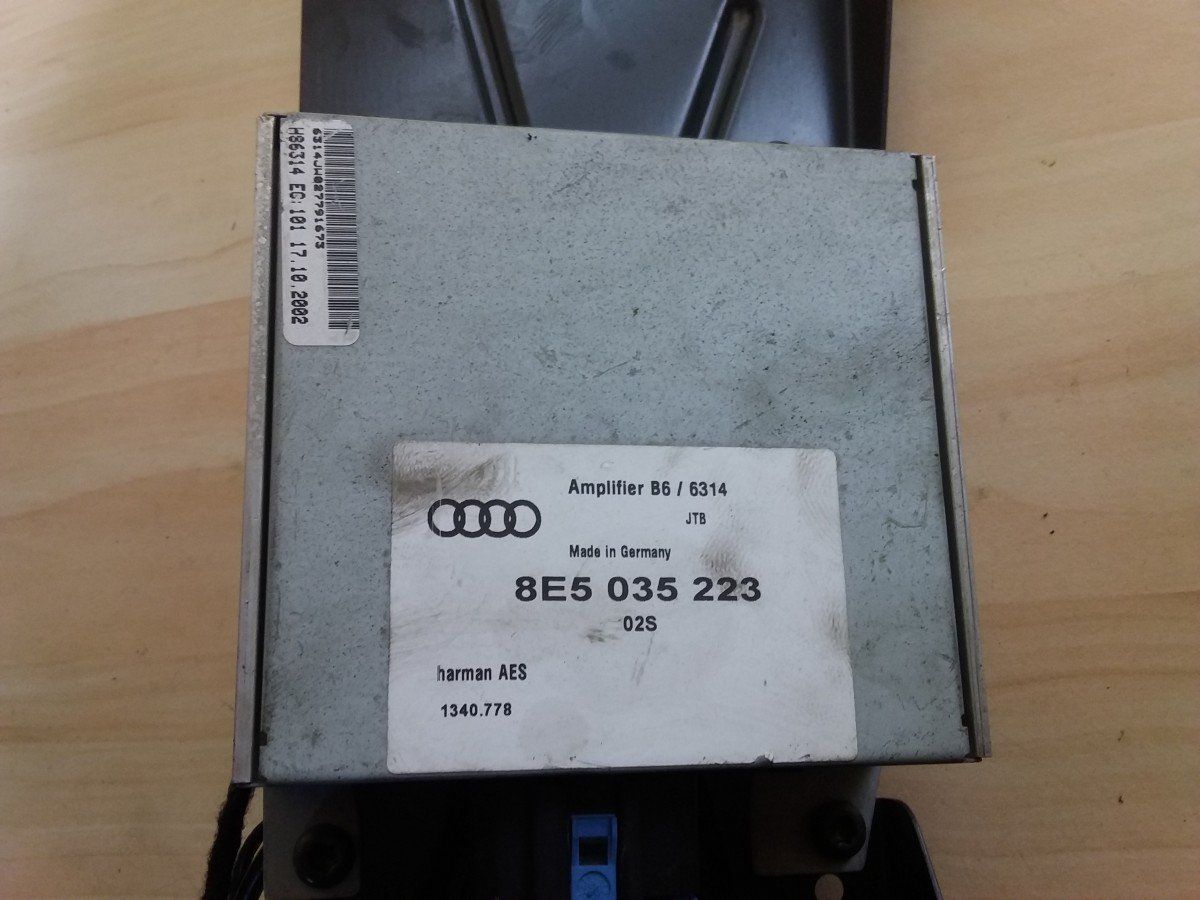 6314JH027791673
H86314 EG:101 17.10.2002
Amplifier B6 / 6314
JTB
Made in Germany
8E5 035 223
02S
harman AES
1340.778